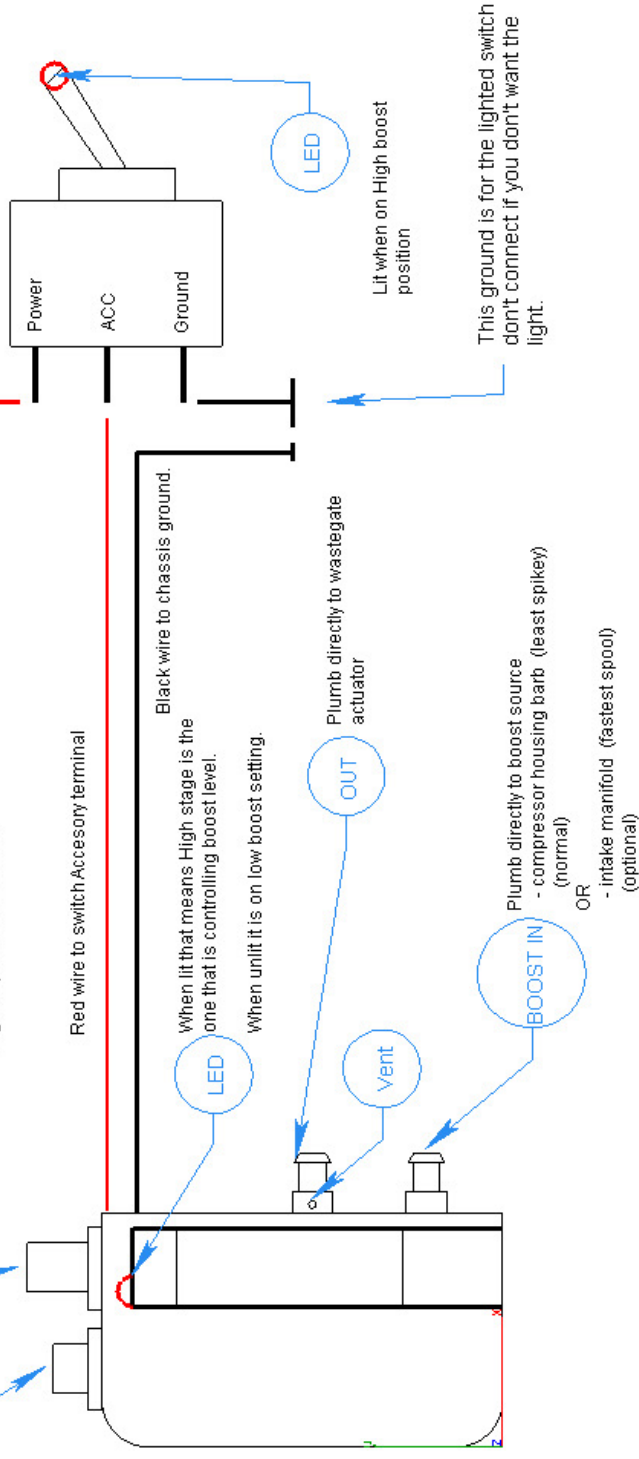 Power
ACC
Ground
Red wire to switch Accesory terminal
Black wire to chassis ground.
LED
When lit that means High stage is the
one that is controlling boost level.
When unlit it is on low boost setting.
LED
Lit when on High boost
position
OUT
Plumb directly to wastegate
actuator
Vent
This ground is for the lighted switch
don't connect if you don't want the
light.
BOOST IN
Plumb directly to boost source
- compressor housing barb (least spikey)
(normal)
OR
- intake manifold (fastest spool)
(optional)
X
Z